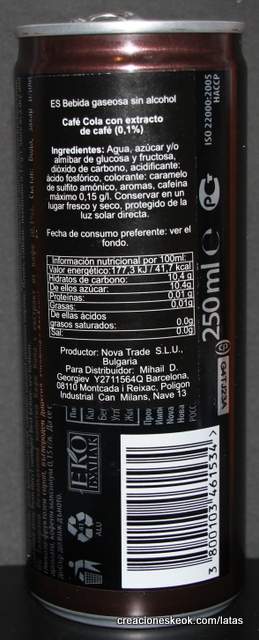 ES Bebida gaseosa sin alcohol
Café Cola con extracto
de café (0,1%)
Ingredientes: Agua, azúcar y/o
almibar de glucosa y fructosa,
dióxido de carbono, acidificante:
ácido fosfórico, colorante: caramelo
de sulfito amónico, aromas, cafeína
máximo 0,15 g/l. Conservar en un
lugar fresco y seco, protegido de la
luz solar directa.
Fecha de consumo preferente: ver el
fondo.
Información nutricional por 100ml:
Valor energético: 177,3 kJ / 41,7 kcal
Hidratos de carbono: 10,4 g
De ellos azúcar: 10,4g
Proteinas: 0,01 g
Grasas: 0,01g
De ellas ácidos
grasos saturados: 0.0g
Sal: 0.0g
Productor: Nova Trade S.L.U.,
Bulgaria
Para Distribuidor: Mihail D.
Georgiev Y2711564Q Barcelona,
08110 Montcada i Reixac, Poligon
Industrial Can Milans, Nave 13
ISO 22000:2005
HACCP
250 ml e
ЕКО
БУЛПАК
ALU
3 800103 461534
creacioneskeok.com/latas